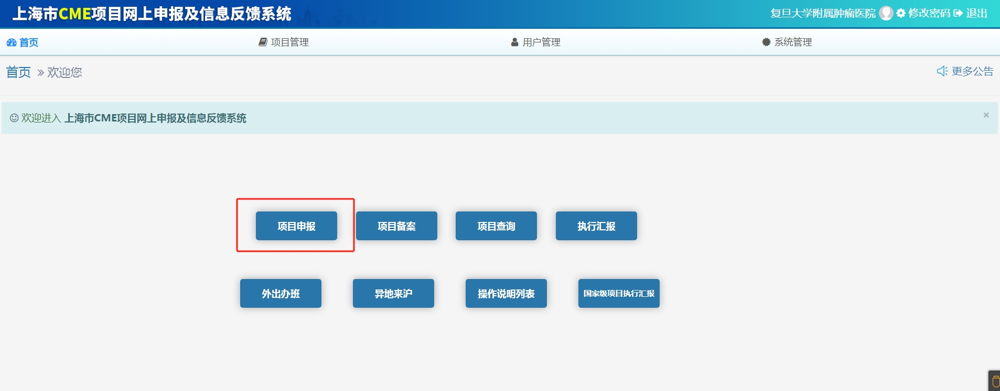 上海市CME项目网上申报及信息反馈系统
复旦大学附属肿瘤医院 修改密码 退出
首页 项目管理 用户管理 系统管理
首页 » 欢迎您
更多公告
欢迎进入 上海市CME项目网上申报及信息反馈系统
×
项目申报 项目备案 项目查询 执行汇报
外出办班 异地来沪 操作说明列表 国家级项目执行汇报